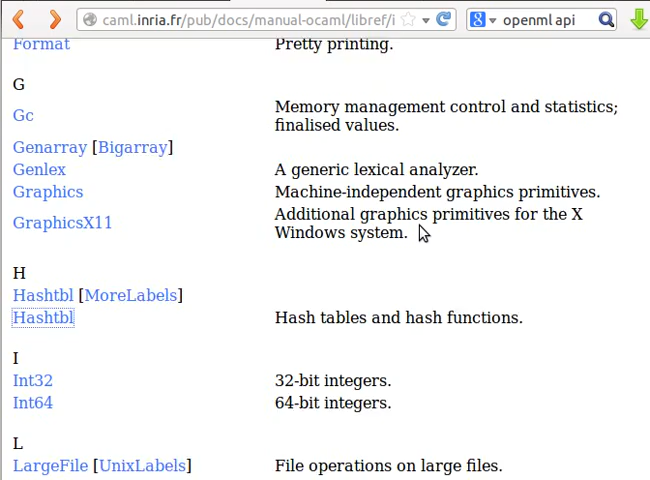 caml.inria.fr/pub/docs/manual-ocaml/libref/i
openml api
Format Pretty printing.
G
Gc Memory management control and statistics;
finalised values.
Genarray [Bigarray]
Genlex A generic lexical analyzer.
Graphics Machine-independent graphics primitives.
GraphicsX11 Additional graphics primitives for the X
Windows system.
H
Hashtbl [MoreLabels]
Hashtbl Hash tables and hash functions.
I
Int32 32-bit integers.
Int64 64-bit integers.
L
LargeFile [UnixLabels] File operations on large files.